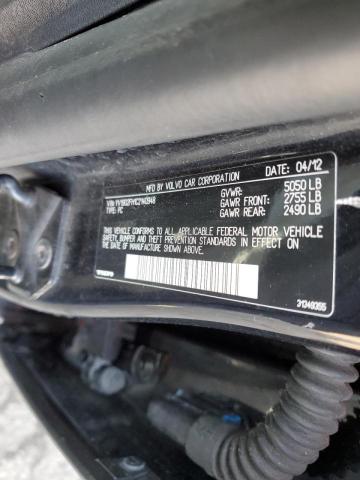 MFD BY VOLVO CAR CORPORATION
DATE: 04/12
VIN:
TYPE: PC
GVWR: 5050 LB
GAWR FRONT: 2755 LB
GAWR REAR: 2490 LB
THIS VEHICLE CONFORMS TO ALL APPLICABLE FEDERAL MOTOR VEHICLE
SAFETY, BUMPER AND THEFT PREVENTION STANDARDS IN EFFECT ON THE DATE OF
MANUFACTURE SHOWN ABOVE.
31349355